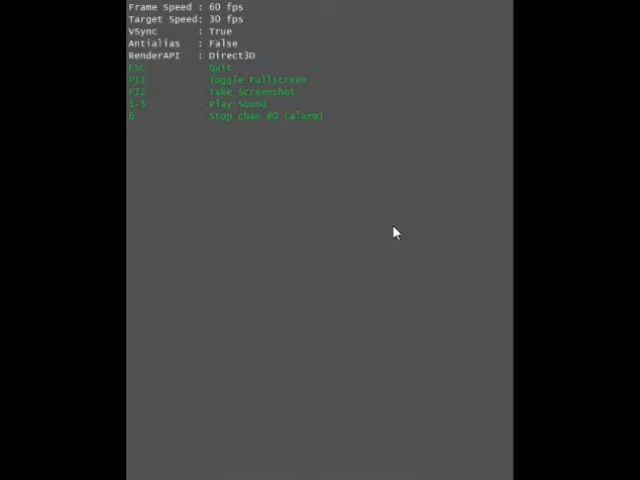 Frame Speed : 60 fps
Target Speed: 30 fps
VSync : True
Antialias : False
RenderAPI : Direct3D
Esc Quit
F11 Toggle Fullscreen
F12 Take Screenshot
1-5 Play Sound
6 Stop chan #0 (alarm)